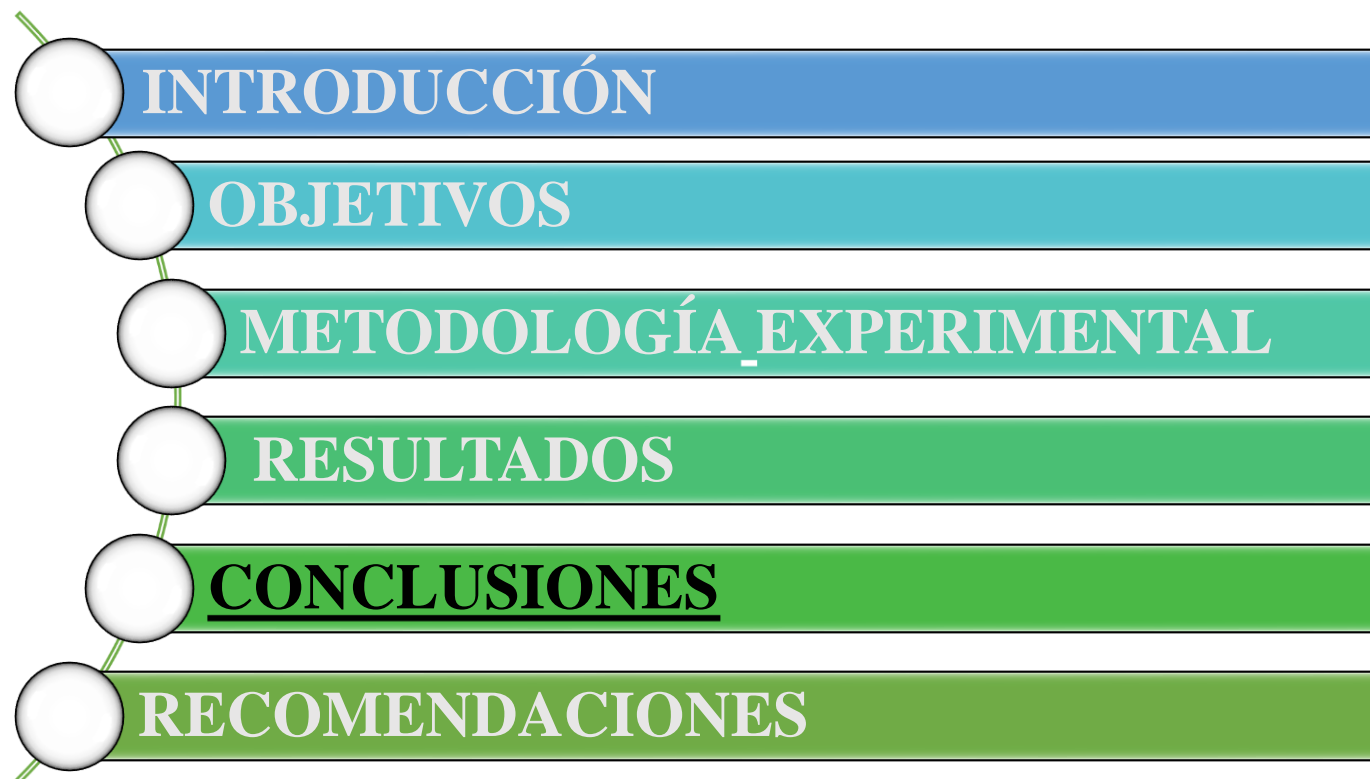 INTRODUCCIÓN
OBJETIVOS
METODOLOGÍA EXPERIMENTAL
RESULTADOS
CONCLUSIONES
RECOMENDACIONES